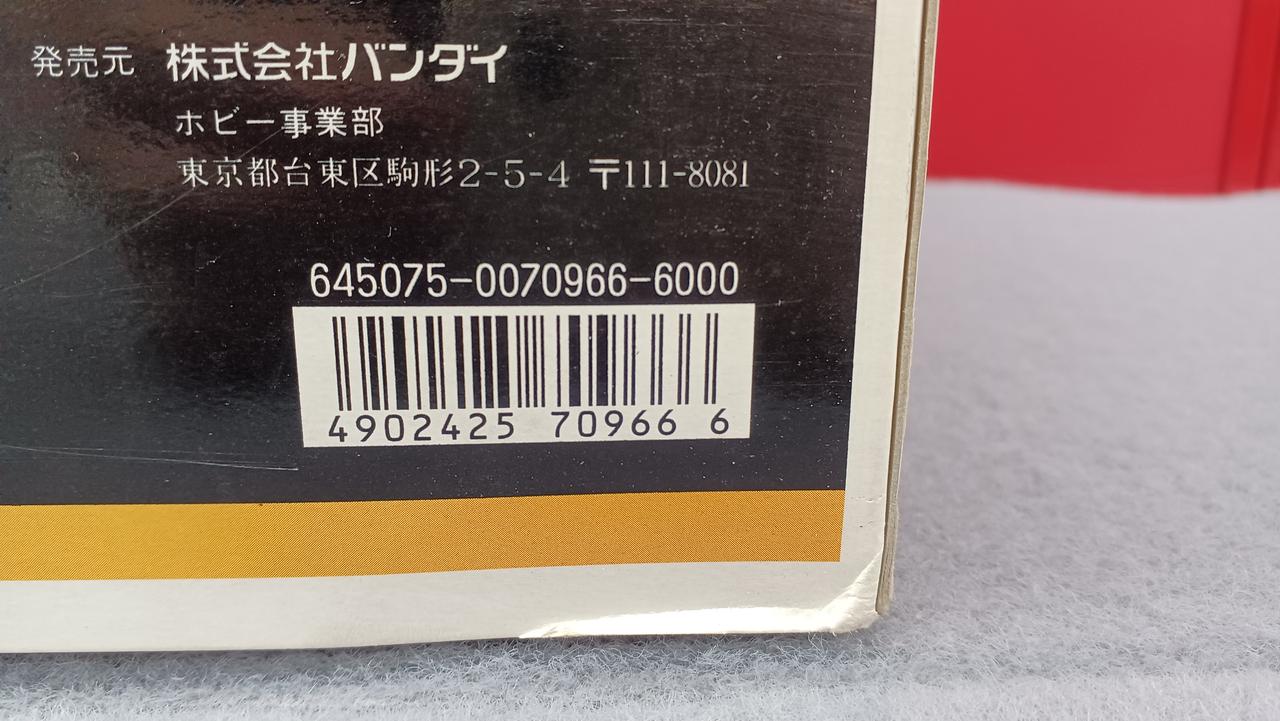 発売元 株式会社バンダイ
ホビー事業部
東京都台東区駒形2-5-4 〒111-8081
645075-0070966-6000
4902425 70966 6